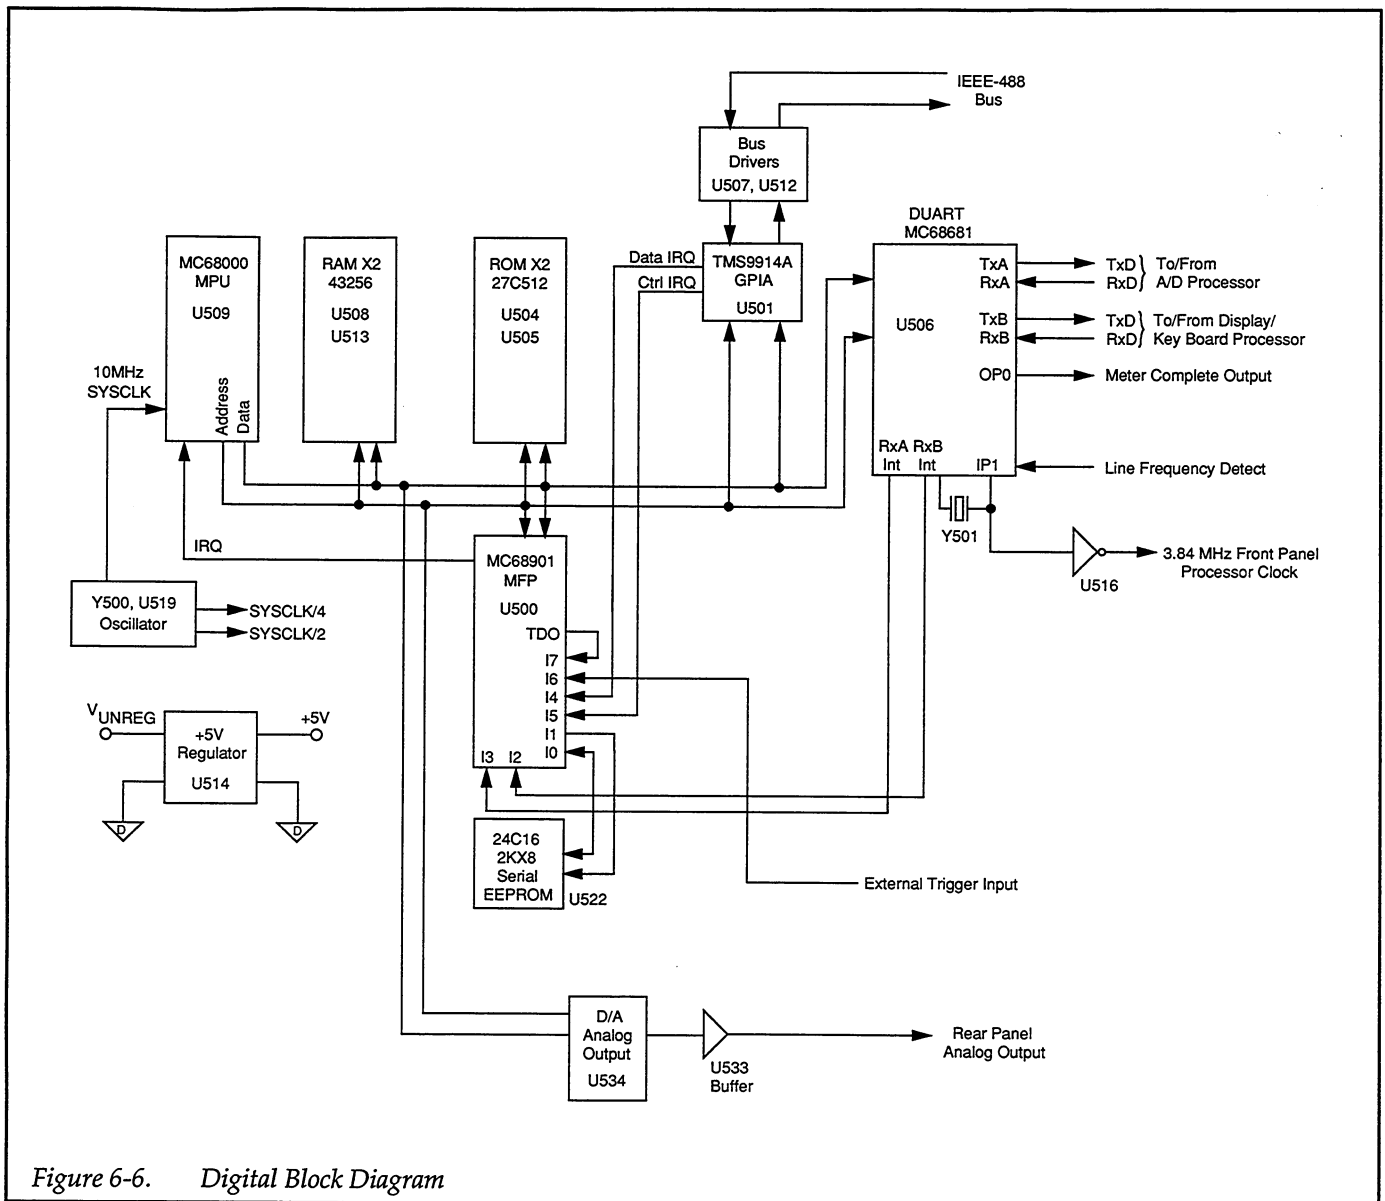 IEEE-488
Bus
Bus
Drivers
U507, U512
DUART
MC68681
MC68000
MPU
U509
Address
Data
RAM X2
43256
U508
U513
ROM X2
27C512
U504
U505
Data IRQ
Ctrl IRQ
TMS9914A
GPIA
U501
U506
TxA
RxA
TxB
RxB
OP0
RxA RxB
Int Int
IP1
TxD
RxD
To/From
A/D Processor
TxD
RxD
To/From Display/
Key Board Processor
Meter Complete Output
Line Frequency Detect
10MHz
SYSCLK
Y501
U516
3.84 MHz Front Panel
Processor Clock
IRQ
MC68901
MFP
U500
TDO
I7
I6
I4
I5
I1
I0
I3 I2
Y500, U519
Oscillator
SYSCLK/4
SYSCLK/2
VUNREG
+5V
+5V
Regulator
U514
D
D
24C16
2KX8
Serial
EEPROM
U522
External Trigger Input
D/A
Analog
Output
U534
U533
Buffer
Rear Panel
Analog Output
Figure 6-6. Digital Block Diagram